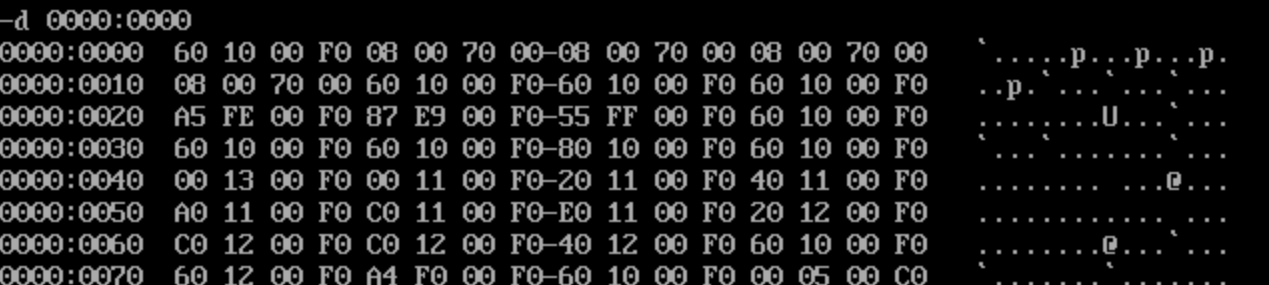 -d 0000:0000
0000:0000  60 10 00 F0 08 00 70 00-08 00 70 00 08 00 70 00   `.....p...p...p.
0000:0010  08 00 70 00 60 10 00 F0-60 10 00 F0 60 10 00 F0   ..p.`...`...`...
0000:0020  A5 FE 00 F0 87 E9 00 F0-55 FF 00 F0 60 10 00 F0   ........U...`...
0000:0030  60 10 00 F0 60 10 00 F0-80 10 00 F0 60 10 00 F0   `...`.......`...
0000:0040  00 13 00 F0 00 11 00 F0-20 11 00 F0 40 11 00 F0   ........ ...@...
0000:0050  A0 11 00 F0 C0 11 00 F0-E0 11 00 F0 20 12 00 F0   ............ ...
0000:0060  C0 12 00 F0 C0 12 00 F0-40 12 00 F0 60 10 00 F0   ........@...`...
0000:0070  60 12 00 F0 A4 F0 00 F0-60 10 00 F0 00 05 00 C0   `.......`.......